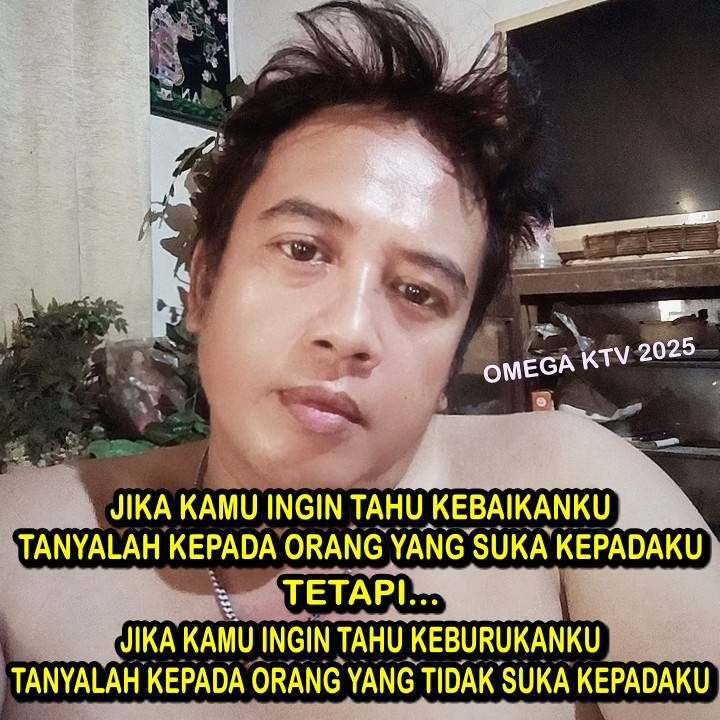 OMEGA KTV 2025
JIKA KAMU INGIN TAHU KEBAIKANKU
TANYALAH KEPADA ORANG YANG SUKA KEPADAKU
TETAPI...
JIKA KAMU INGIN TAHU KEBURUKANKU
TANYALAH KEPADA ORANG YANG TIDAK SUKA KEPADAKU